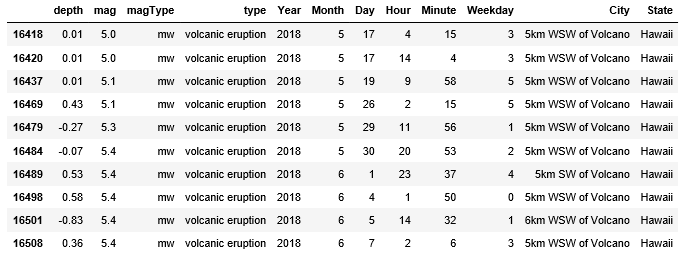 depth mag magType type Year Month Day Hour Minute Weekday City State
16418 0.01 5.0 mw volcanic eruption 2018 5 17 4 15 3 5km WSW of Volcano Hawaii
16420 0.01 5.0 mw volcanic eruption 2018 5 17 14 4 3 5km WSW of Volcano Hawaii
16437 0.01 5.1 mw volcanic eruption 2018 5 19 9 58 5 5km WSW of Volcano Hawaii
16469 0.43 5.1 mw volcanic eruption 2018 5 26 2 15 5 5km WSW of Volcano Hawaii
16479 -0.27 5.3 mw volcanic eruption 2018 5 29 11 56 1 5km WSW of Volcano Hawaii
16484 -0.07 5.4 mw volcanic eruption 2018 5 30 20 53 2 5km WSW of Volcano Hawaii
16489 0.53 5.4 mw volcanic eruption 2018 6 1 23 37 4 5km SW of Volcano Hawaii
16498 0.58 5.4 mw volcanic eruption 2018 6 4 1 50 0 5km WSW of Volcano Hawaii
16501 -0.83 5.4 mw volcanic eruption 2018 6 5 14 32 1 6km WSW of Volcano Hawaii
16508 0.36 5.4 mw volcanic eruption 2018 6 7 2 6 3 5km WSW of Volcano Hawaii